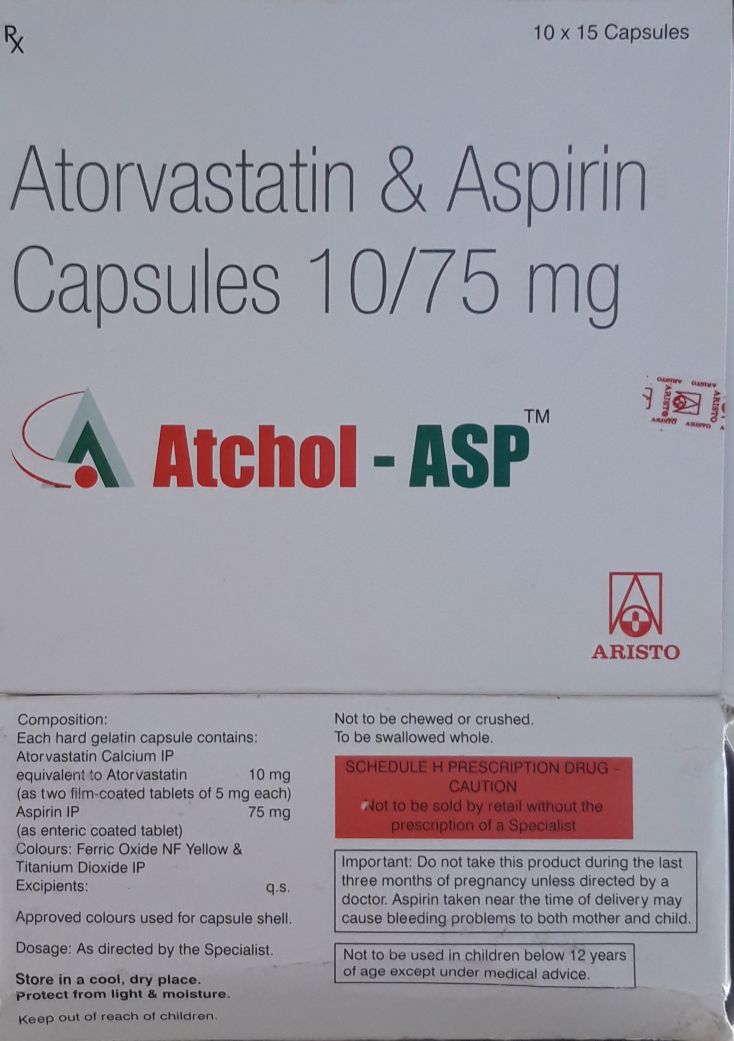 Rx
10 x 15 Capsules
Atorvastatin & Aspirin
Capsules 10/75 mg
Atchol - ASP™
ARISTO ARISTO
ARISTO ARISTO
ARISTO ARISTO
ARISTO
Composition:
Each hard gelatin capsule contains:
Atorvastatin Calcium IP
equivalent to Atorvastatin 10 mg
(as two film-coated tablets of 5 mg each)
Aspirin IP 75 mg
(as enteric coated tablet)
Colours: Ferric Oxide NF Yellow &
Titanium Dioxide IP
Excipients: q.s.
Approved colours used for capsule shell.
Dosage: As directed by the Specialist.
Store in a cool, dry place.
Protect from light & moisture.
Keep out of reach of children.
Not to be chewed or crushed.
To be swallowed whole.
SCHEDULE H PRESCRIPTION DRUG -
CAUTION
Not to be sold by retail without the
prescription of a Specialist
Important: Do not take this product during the last
three months of pregnancy unless directed by a
doctor. Aspirin taken near the time of delivery may
cause bleeding problems to both mother and child.
Not to be used in children below 12 years
of age except under medical advice.